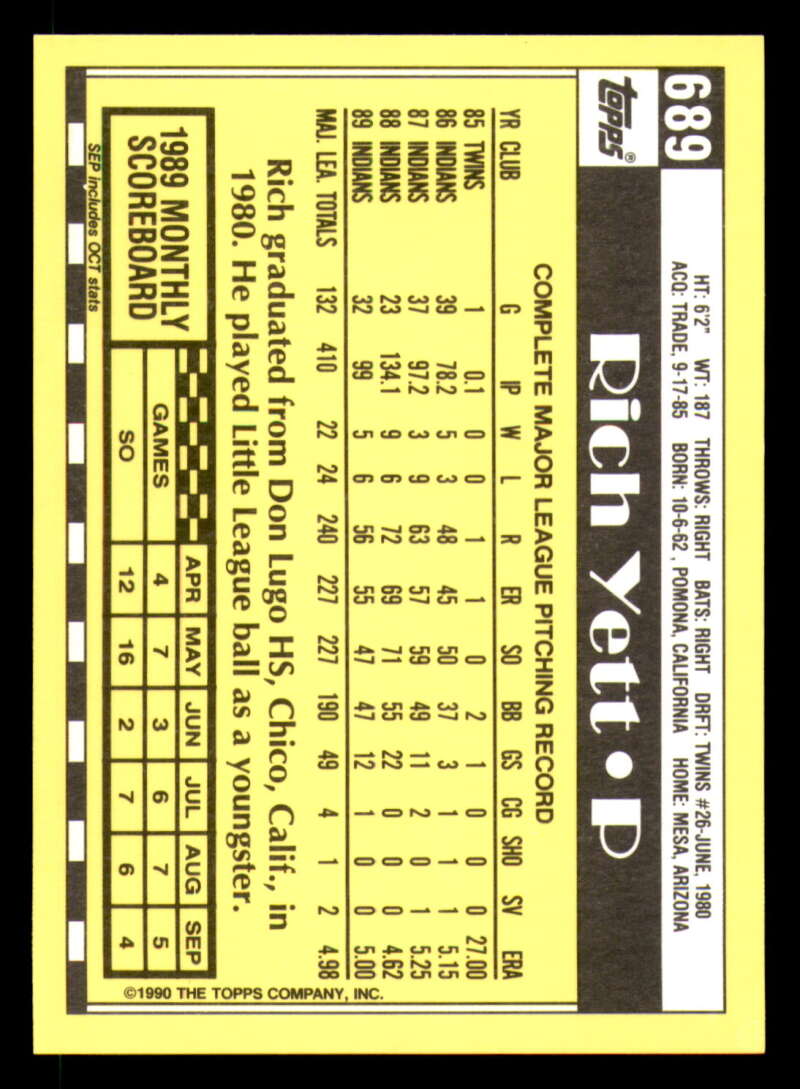 689
topps®
Rich Yett • P
HT: 6'2" WT: 187 THROWS: RIGHT BATS: RIGHT DRFT: TWINS #26-JUNE, 1980
ACQ: TRADE, 9-17-85 BORN: 10-6-62 , POMONA, CALIFORNIA HOME: MESA, ARIZONA
COMPLETE MAJOR LEAGUE PITCHING RECORD
YR CLUB G IP W L R ER SO BB GS CG SHO SV ERA
85 TWINS 1 0.1 0 0 1 1 0 2 1 0 0 0 27.00
86 INDIANS 39 78.2 5 3 48 45 50 37 3 1 1 1 5.15
87 INDIANS 37 97.2 3 9 63 57 59 49 11 2 0 1 5.25
88 INDIANS 23 134.1 9 6 72 69 71 55 22 0 0 0 4.62
89 INDIANS 32 99 5 6 56 55 47 47 12 1 0 0 5.00
MAJ. LEA. TOTALS 132 410 22 24 240 227 227 190 49 4 1 2 4.98
Rich graduated from Don Lugo HS, Chico, Calif., in
1980. He played Little League ball as a youngster.
1989 MONTHLY
SCOREBOARD
APR MAY JUN JUL AUG SEP
GAMES 4 7 3 6 7 5
SO 12 16 2 7 6 4
SEP includes OCT stats
©1990 THE TOPPS COMPANY, INC.